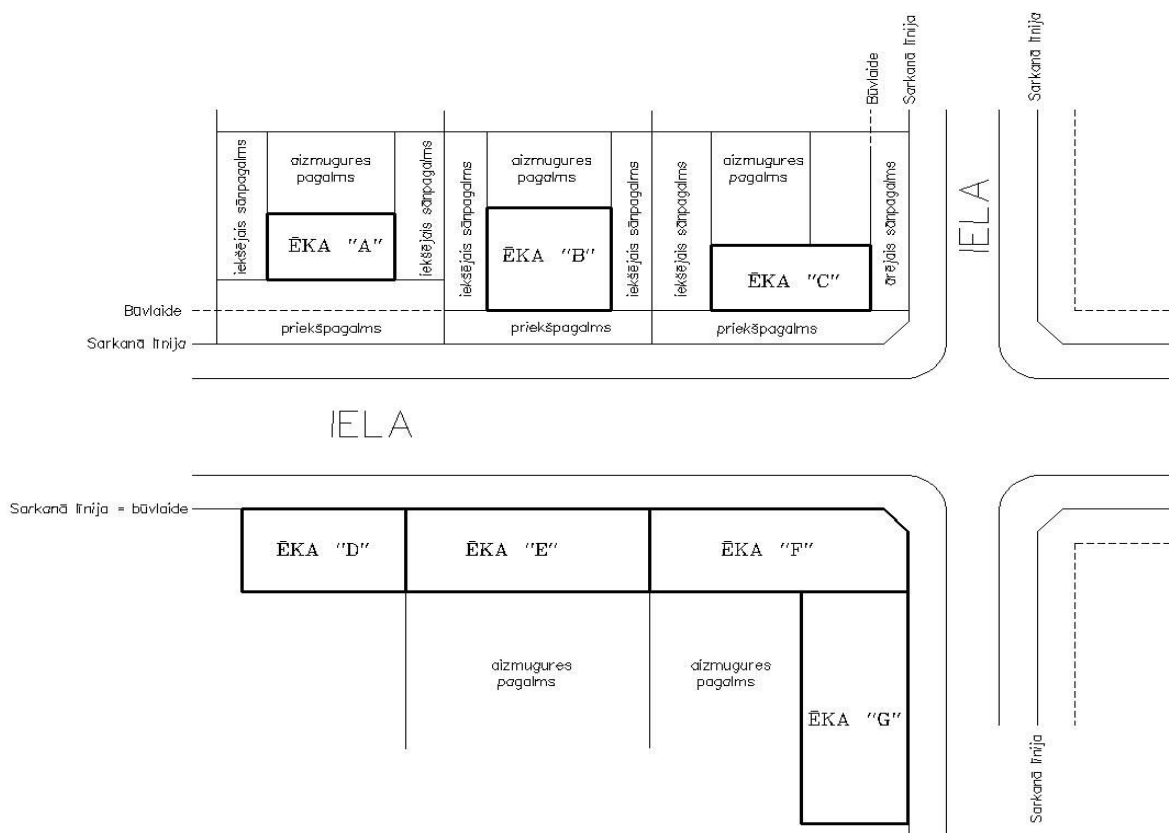 Sarkanā līnija
Sarkanā līnija
Būvlaide
iekšējais sānpagalms
aizmugures
pagalms
iekšējais sānpagalms
iekšējais sānpagalms
aizmugures
pagalms
iekšējais sānpagalms
iekšējais sānpagalms
aizmugures
pagalms
ārējais sānpagalms
IELA
ĒKA "A"
ĒKA "B"
ĒKA "C"
Būvlaide
priekšpagalms
priekšpagalms
priekšpagalms
Sarkanā līnija
IELA
Sarkanā līnija = būvlaide
ĒKA "D"
ĒKA "E"
ĒKA "F"
aizmugures
pagalms
aizmugures
pagalms
ĒKA "G"
Sarkanā līnija